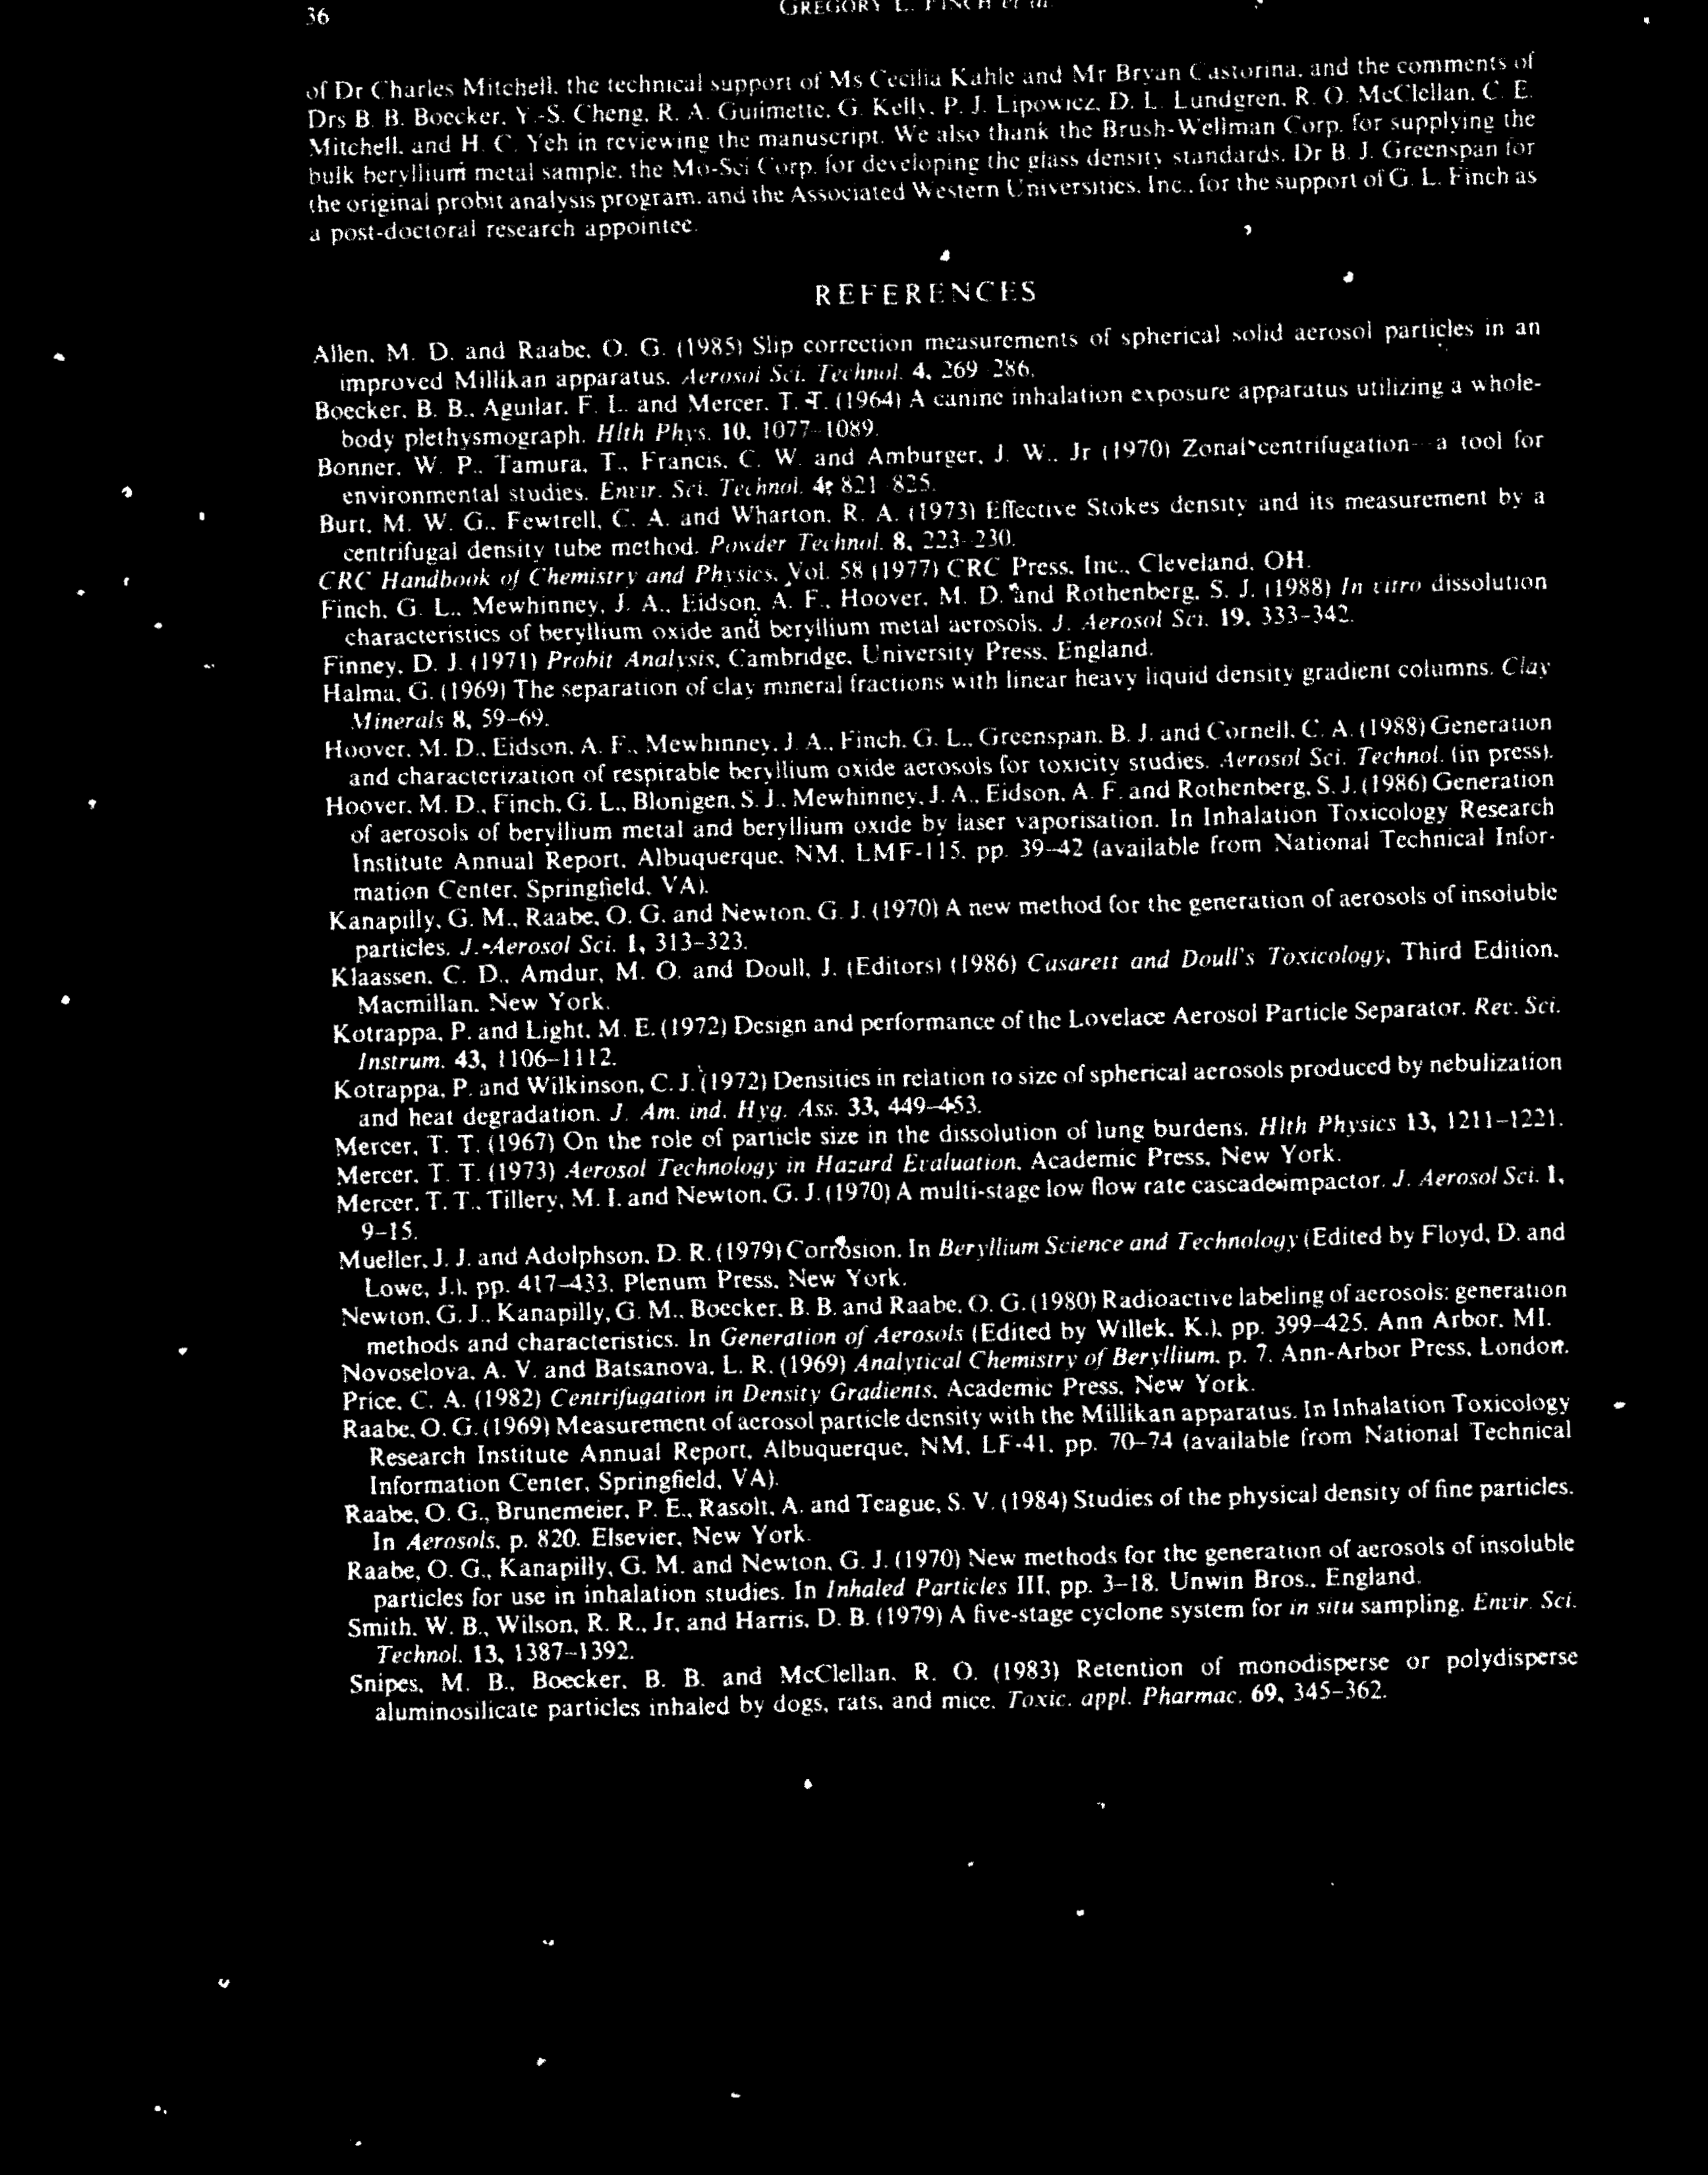 36
GREGORY L. FINCH et al.
of Dr Charles Mitchell, the technical support of Ms Cecilia Kahle and Mr Bryan Castorina, and the comments of
Drs B. B. Boecker, Y.-S. Cheng, R. A. Guilmette, G. Kelly, P. J. Lipowicz, D. L. Lundgren, R. O. McClellan, C. E.
Mitchell, and H. C. Yeh in reviewing the manuscript. We also thank the Brush-Wellman Corp. for supplying the
bulk beryllium metal sample, the Mo-Sci Corp. for developing the glass density standards, Dr B. J. Greenspan for
the original probit analysis program, and the Associated Western Universities, Inc., for the support of G. L. Finch as
a post-doctoral research appointee.
REFERENCES
Allen, M. D. and Raabe, O. G. (1985) Slip correction measurements of spherical solid aerosol particles in an
improved Millikan apparatus. Aerosol Sci. Technol. 4, 269-286.
Boecker, B. B., Aguilar, F. L. and Mercer, T. T. (1964) A canine inhalation exposure apparatus utilizing a whole-
body plethysmograph. Hlth Phys. 10, 1077-1089.
Bonner, W. P., Tamura, T., Francis, C. W. and Amburger, J. W., Jr (1970) Zonal centrifugation--a tool for
environmental studies. Envir. Sci. Technol. 4, 821-825.
Burt, M. W. G., Fewtrell, C. A. and Wharton, R. A. (1973) Effective Stokes density and its measurement by a
centrifugal density tube method. Powder Technol. 8, 223-230.
CRC Handbook of Chemistry and Physics, Vol. 58 (1977) CRC Press, Inc., Cleveland, OH.
Finch, G. L., Mewhinney, J. A., Eidson, A. F., Hoover, M. D. and Rothenberg, S. J. (1988) In vitro dissolution
characteristics of beryllium oxide and beryllium metal aerosols. J. Aerosol Sci. 19, 333-342.
Finney, D. J. (1971) Probit Analysis, Cambridge, University Press, England.
Halma, G. (1969) The separation of clay mineral fractions with linear heavy liquid density gradient columns. Clay
Minerals 8, 59-69.
Hoover, M. D., Eidson, A. F., Mewhinney, J. A., Finch, G. L., Greenspan, B. J. and Cornell, C. A. (1988) Generation
and characterization of respirable beryllium oxide aerosols for toxicity studies. Aerosol Sci. Technol. (in press).
Hoover, M. D., Finch, G. L., Blonigen, S. J., Mewhinney, J. A., Eidson, A. F. and Rothenberg, S. J. (1986) Generation
of aerosols of beryllium metal and beryllium oxide by laser vaporisation. In Inhalation Toxicology Research
Institute Annual Report, Albuquerque, NM, LMF-115, pp. 39-42 (available from National Technical Infor-
mation Center, Springfield, VA).
Kanapilly, G. M., Raabe, O. G. and Newton, G. J. (1970) A new method for the generation of aerosols of insoluble
particles. J. Aerosol Sci. 1, 313-323.
Klaassen, C. D., Amdur, M. O. and Doull, J. (Editors) (1986) Casarett and Doull's Toxicology, Third Edition,
Macmillan, New York.
Kotrappa, P. and Light, M. E. (1972) Design and performance of the Lovelace Aerosol Particle Separator. Rev. Sci.
Instrum. 43, 1106-1112.
Kotrappa, P. and Wilkinson, C. J. (1972) Densities in relation to size of spherical aerosols produced by nebulization
and heat degradation. J. Am. ind. Hyg. Ass. 33, 449-453.
Mercer, T. T. (1967) On the role of particle size in the dissolution of lung burdens. Hlth Physics 13, 1211-1221.
Mercer, T. T. (1973) Aerosol Technology in Hazard Evaluation, Academic Press, New York.
Mercer, T. T., Tillery, M. I. and Newton, G. J. (1970) A multi-stage low flow rate cascade impactor. J. Aerosol Sci. 1,
9-15.
Mueller, J. J. and Adolphson, D. R. (1979) Corrosion. In Beryllium Science and Technology (Edited by Floyd, D. and
Lowe, J.), pp. 417-433. Plenum Press, New York.
Newton, G. J., Kanapilly, G. M., Boecker, B. B. and Raabe, O. G. (1980) Radioactive labeling of aerosols: generation
methods and characteristics. In Generation of Aerosols (Edited by Willek, K.), pp. 399-425. Ann Arbor, MI.
Novoselova, A. V. and Batsanova, L. R. (1969) Analytical Chemistry of Beryllium, p. 7. Ann-Arbor Press, London.
Price, C. A. (1982) Centrifugation in Density Gradients, Academic Press, New York.
Raabe, O. G. (1969) Measurement of aerosol particle density with the Millikan apparatus. In Inhalation Toxicology
Research Institute Annual Report, Albuquerque, NM, LF-41, pp. 70-74 (available from National Technical
Information Center, Springfield, VA).
Raabe, O. G., Brunemeier, P. E., Rasolt, A. and Teague, S. V. (1984) Studies of the physical density of fine particles.
In Aerosols, p. 820. Elsevier, New York.
Raabe, O. G., Kanapilly, G. M. and Newton, G. J. (1970) New methods for the generation of aerosols of insoluble
particles for use in inhalation studies. In Inhaled Particles III, pp. 3-18. Unwin Bros., England.
Smith, W. B., Wilson, R. R., Jr, and Harris, D. B. (1979) A five-stage cyclone system for in situ sampling. Envir. Sci.
Technol. 13, 1387-1392.
Snipes, M. B., Boecker, B. B. and McClellan, R. O. (1983) Retention of monodisperse or polydisperse
aluminosilicate particles inhaled by dogs, rats, and mice. Toxic. appl. Pharmac. 69, 345-362.